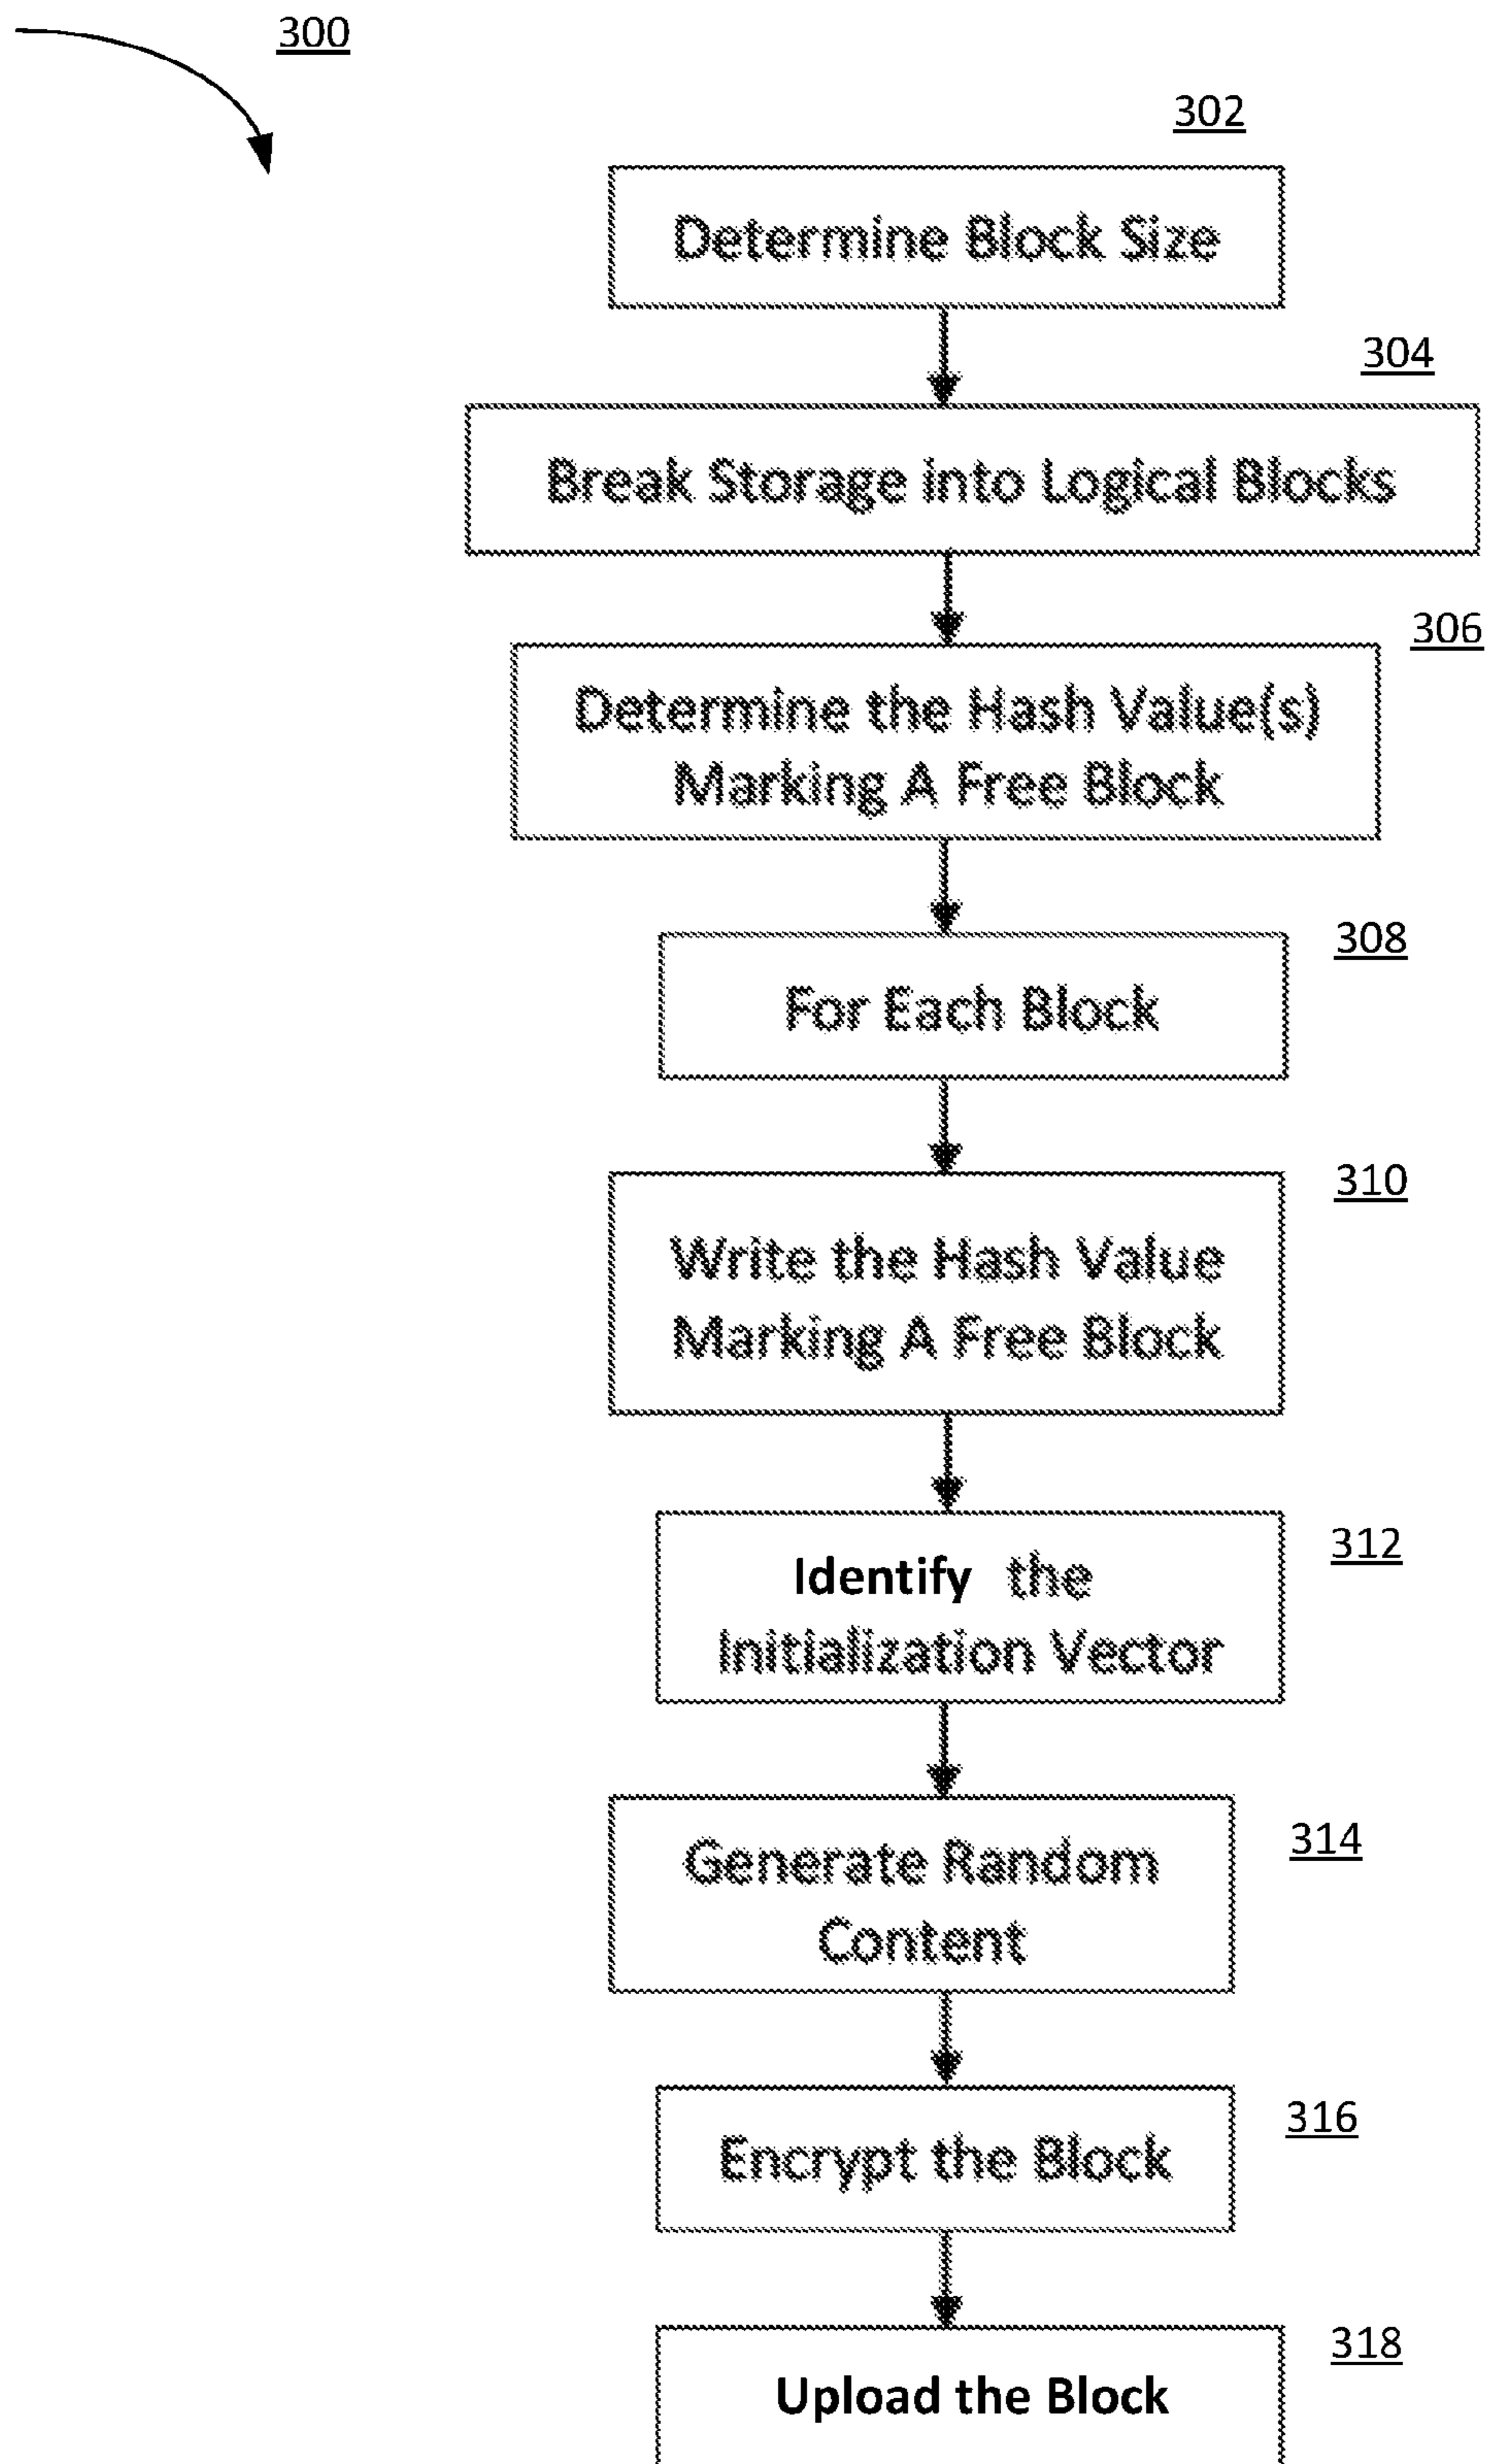 300
302
Determine Block Size
304
Break Storage into Logical Blocks
306
Determine the Hash Value(s)
Marking A Free Block
308
For Each Block
310
Write the Hash Value
Marking A Free Block
312
Identify the
Initialization Vector
314
Generate Random
Content
316
Encrypt the Block
318
Upload the Block